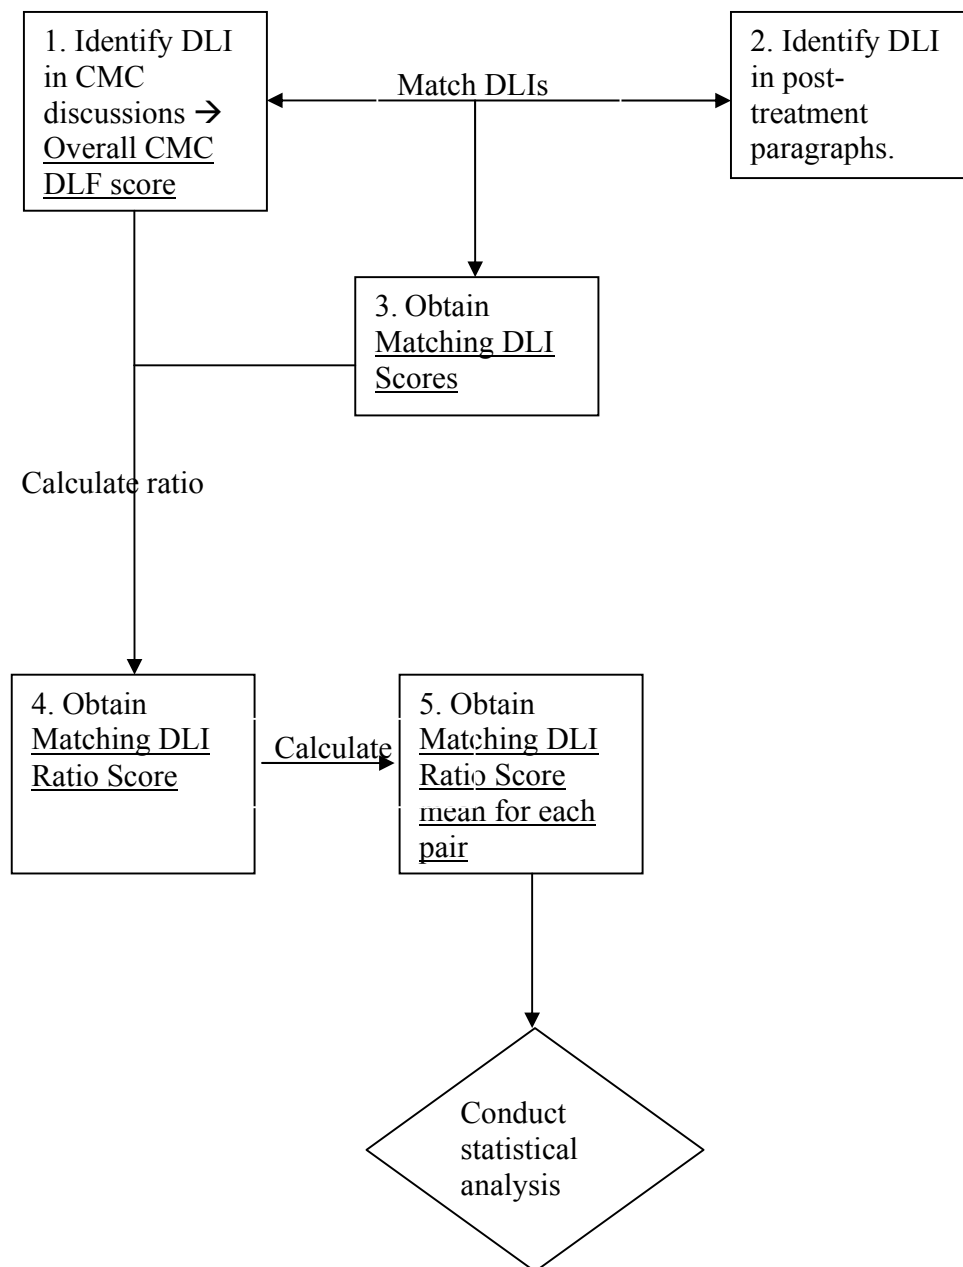 1. Identify DLI
in CMC
discussions →
Overall CMC
DLF score
Match DLIs
2. Identify DLI
in post-
treatment
paragraphs.
3. Obtain
Matching DLI
Scores
Calculate ratio
4. Obtain
Matching DLI
Ratio Score
Calculate
5. Obtain
Matching DLI
Ratio Score
mean for each
pair
Conduct
statistical
analysis